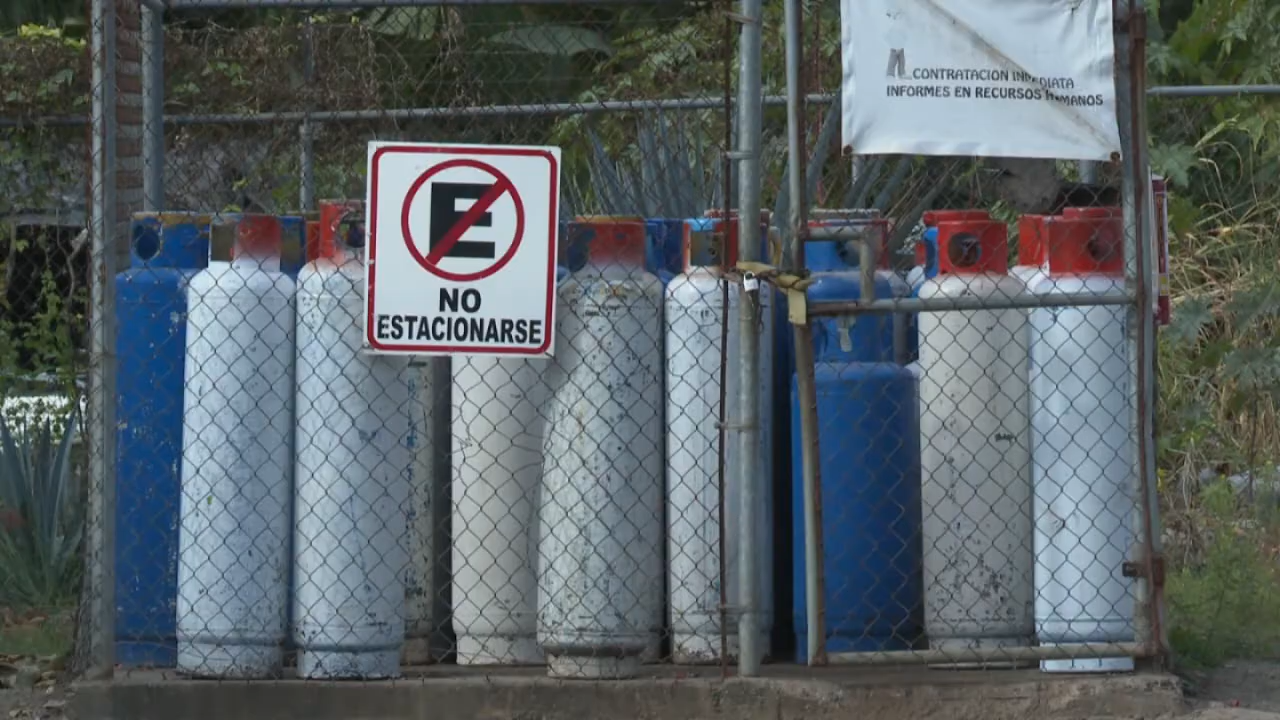 CONTRATACION INMEDIATA
INFORMES EN RECURSOS HUMANOS
E
NO
ESTACIONARSE